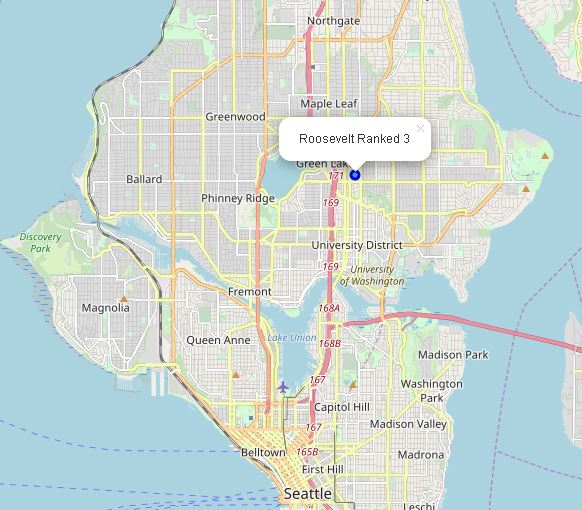 Northgate
Maple Leaf
Greenwood
×
Roosevelt Ranked 3
Green Lak
171
Ballard
Phinney Ridge
169
Discovery
Park
University District
169
University
of Washington
Fremont
Magnolia
168A
Queen Anne
Lake Union
168B
Madison Park
167
Washington
Park
Capitol Hill
Madison Valley
167
Belltown
165B
Madrona
First Hill
Seattle
Leschi